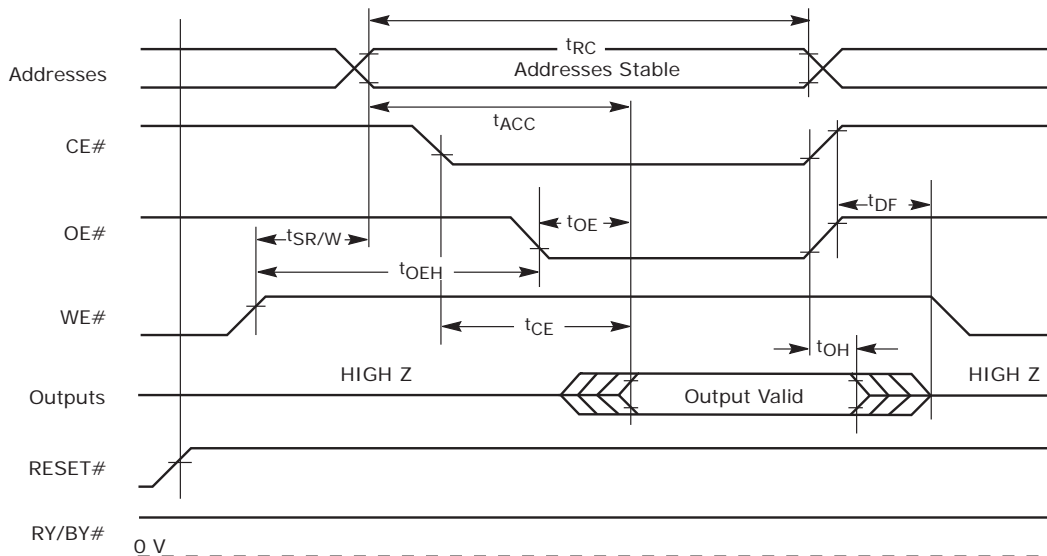 tRC
Addresses
Addresses Stable
tACC
CE#
tDF
tOE
OE#
tSR/W
tOEH
WE#
tCE
tOH
HIGH Z
HIGH Z
Outputs
Output Valid
RESET#
RY/BY#
0 V